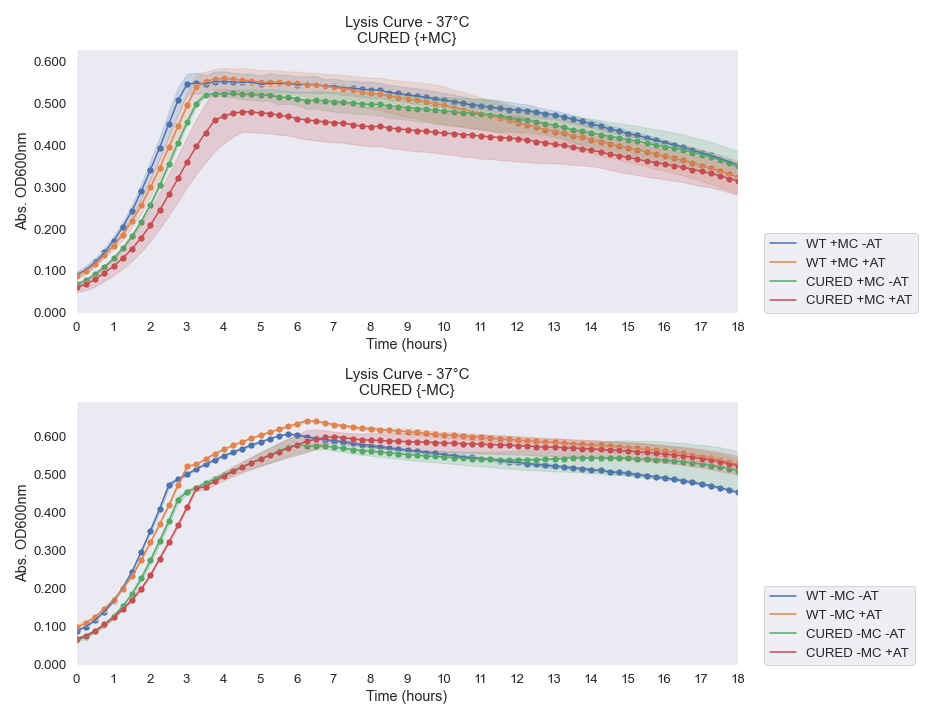 Lysis Curve - 37°C
CURED {+MC}
0.600
0.500
0.400
0.300
0.200
0.100
0.000
Abs. OD600nm
0 1 2 3 4 5 6 7 8 9 10 11 12 13 14 15 16 17 18
Time (hours)
WT +MC -AT
WT +MC +AT
CURED +MC -AT
CURED +MC +AT
Lysis Curve - 37°C
CURED {-MC}
0.600
0.500
0.400
0.300
0.200
0.100
0.000
Abs. OD600nm
0 1 2 3 4 5 6 7 8 9 10 11 12 13 14 15 16 17 18
Time (hours)
WT -MC -AT
WT -MC +AT
CURED -MC -AT
CURED -MC +AT